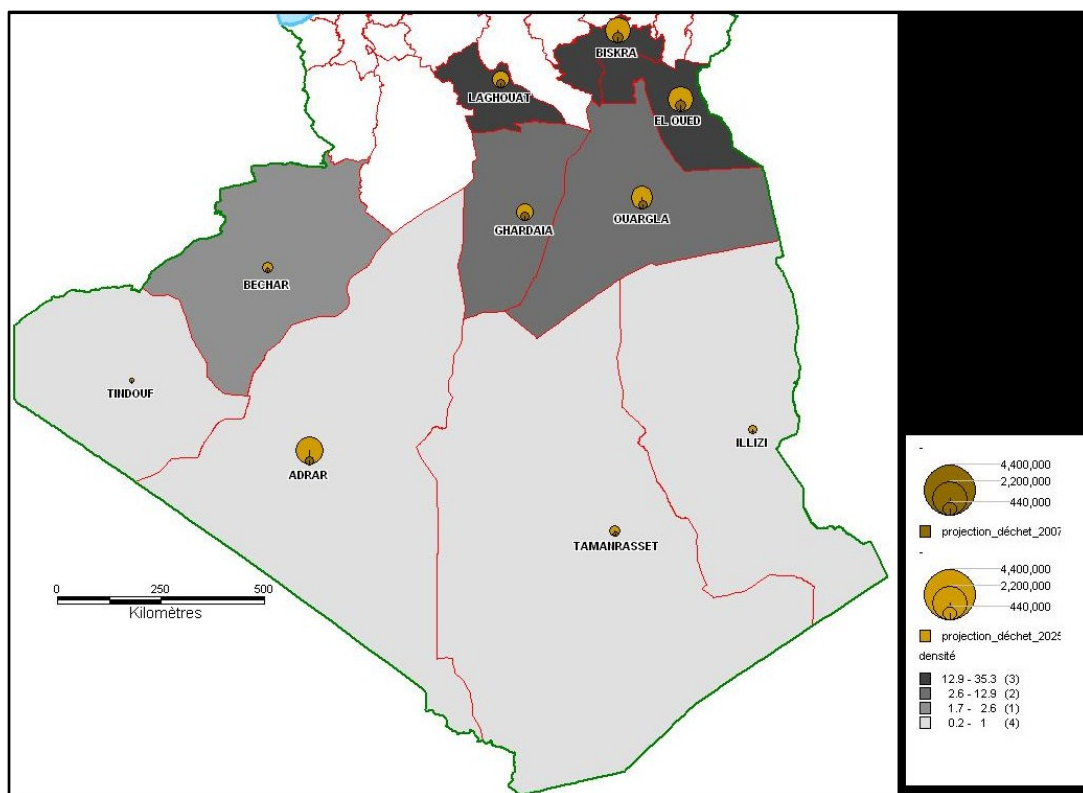 BISKRA
LAGHOUAT
EL OUED
OUARGLA
GHARDAIA
BECHAR
TINDOUF
ILLIZI
ADRAR
TAMANRASSET
0 250 500
Kilomètres
-
4,400,000
2,200,000
440,000
projection_déchet_2007
-
4,400,000
2,200,000
440,000
projection_déchet_2025
densité
12.9 - 35.3 (3)
2.6 - 12.9 (2)
1.7 - 2.6 (1)
0.2 - 1 (4)